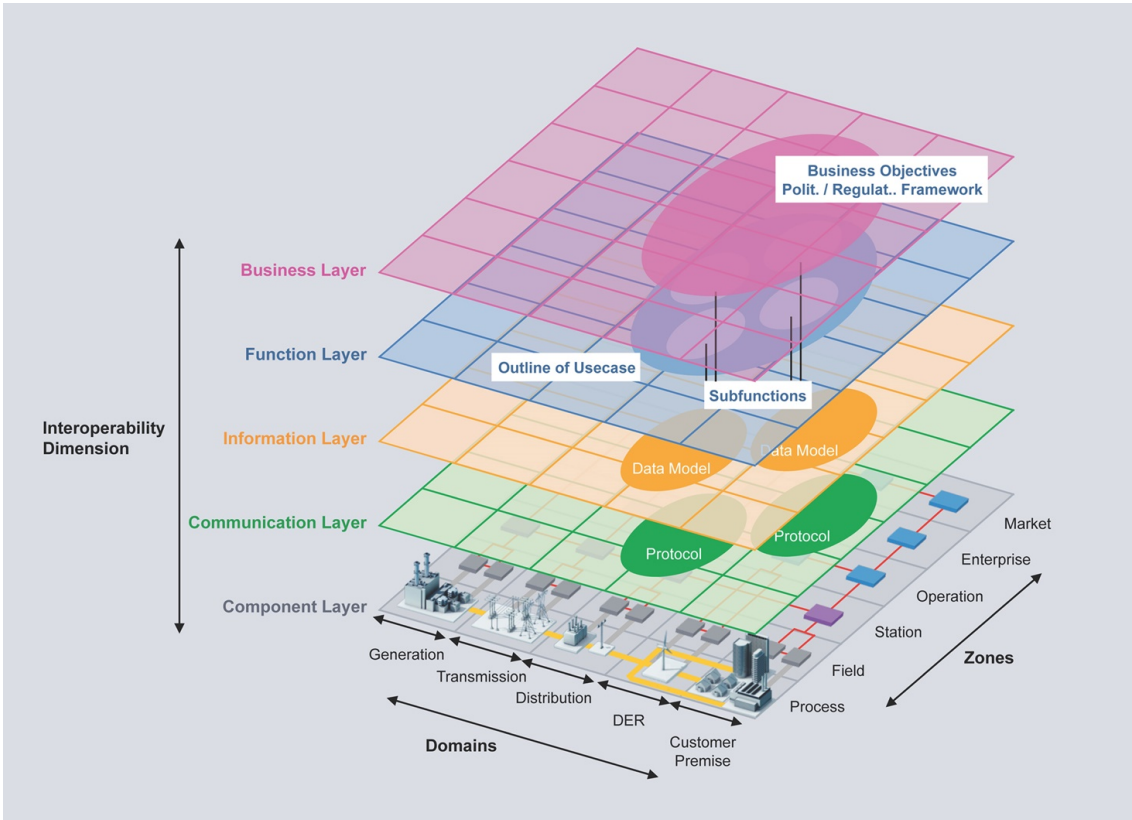 Business Objectives
Polit. / Regulat.. Framework
Business Layer
Function Layer
Outline of Usecase
Subfunctions
Interoperability
Dimension
Information Layer
Data Model
Data Model
Communication Layer
Protocol
Protocol
Component Layer
Market
Enterprise
Operation
Station
Field
Process
Zones
Generation
Transmission
Distribution
DER
Customer
Premise
Domains